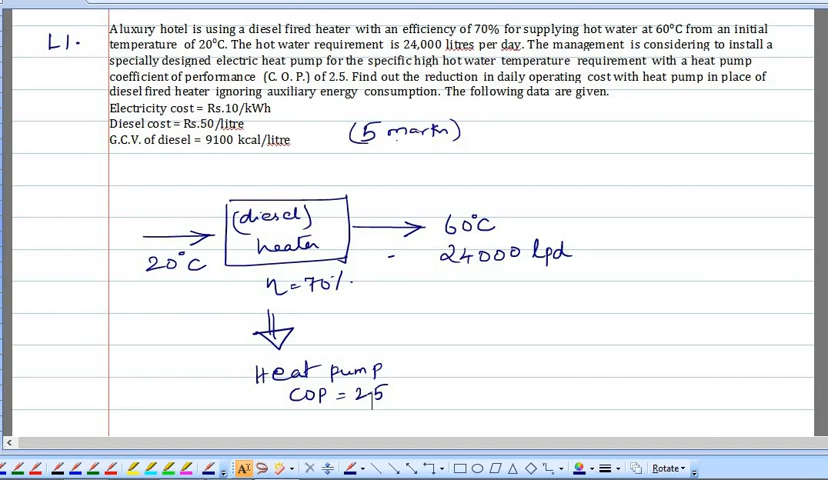 L1.
A luxury hotel is using a diesel fired heater with an efficiency of 70% for supplying hot water at 60°C from an initial
temperature of 20°C. The hot water requirement is 24,000 litres per day. The management is considering to install a
specially designed electric heat pump for the specific high hot water temperature requirement with a heat pump
coefficient of performance (C. O. P.) of 2.5. Find out the reduction in daily operating cost with heat pump in place of
diesel fired heater ignoring auxiliary energy consumption. The following data are given.
Electricity cost = Rs.10/kWh
Diesel cost = Rs.50/litre
G.C.V. of diesel = 9100 kcal/litre
(5 marks)
(diesel)
heater
20°C
60°C
24000 lpd
η = 70%.
Heat pump
COP = 2.5
Rotate